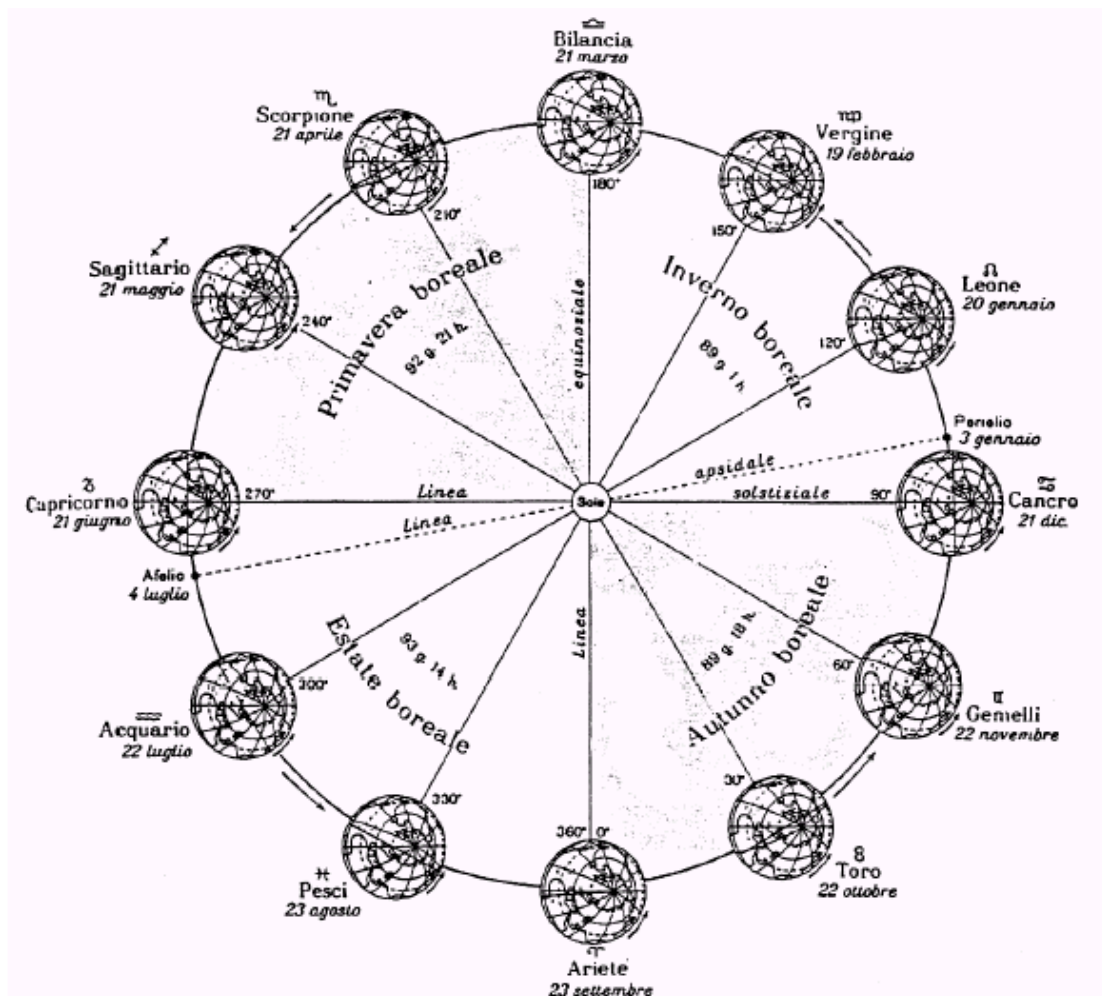 ♎
Bilancia
21 marzo
180°
♍
Vergine
19 febbraio
150°
♌
Leone
20 gennaio
120°
Perielio
3 gennaio
♋
Cancro
21 dic.
90°
♊
Gemelli
22 novembre
60°
♉
Toro
22 ottobre
30°
360° 0°
♈
Ariete
23 settembre
♓
Pesci
23 agosto
330°
♒
Acquario
22 luglio
300°
Afelio
4 luglio
♑
Capricorno
21 giugno
270°
♐
Sagittario
21 maggio
240°
♏
Scorpione
21 aprile
210°
Primavera boreale
92 g. 21 h.
Inverno boreale
89 g. 1 h.
Estate boreale
93 g. 14 h.
Autunno boreale
89 g. 18 h.
Linea equinoziale
Linea solstiziale
Linea apsidale
Sole